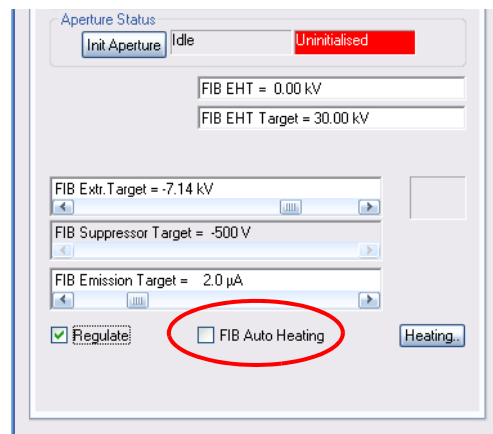 Aperture Status
Init Aperture Idle Uninitialised
FIB EHT = 0.00 kV
FIB EHT Target = 30.00 kV
FIB Extr.Target = -7.14 kV
FIB Suppressor Target = -500 V
FIB Emission Target = 2.0 µA
Regulate FIB Auto Heating Heating..